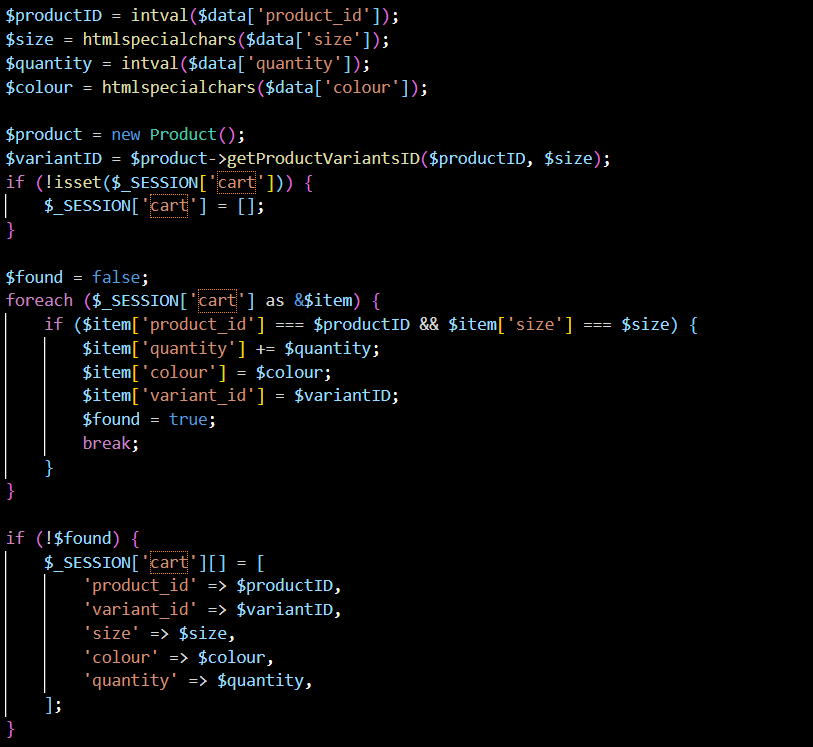 $productID = intval($data['product_id']);
$size = htmlspecialchars($data['size']);
$quantity = intval($data['quantity']);
$colour = htmlspecialchars($data['colour']);

$product = new Product();
$variantID = $product->getProductVariantsID($productID, $size);
if (!isset($_SESSION['cart'])) {
    $_SESSION['cart'] = [];
}

$found = false;
foreach ($_SESSION['cart'] as &$item) {
    if ($item['product_id'] === $productID && $item['size'] === $size) {
        $item['quantity'] += $quantity;
        $item['colour'] = $colour;
        $item['variant_id'] = $variantID;
        $found = true;
        break;
    }
}

if (!$found) {
    $_SESSION['cart'][] = [
        'product_id' => $productID,
        'variant_id' => $variantID,
        'size' => $size,
        'colour' => $colour,
        'quantity' => $quantity,
    ];
}